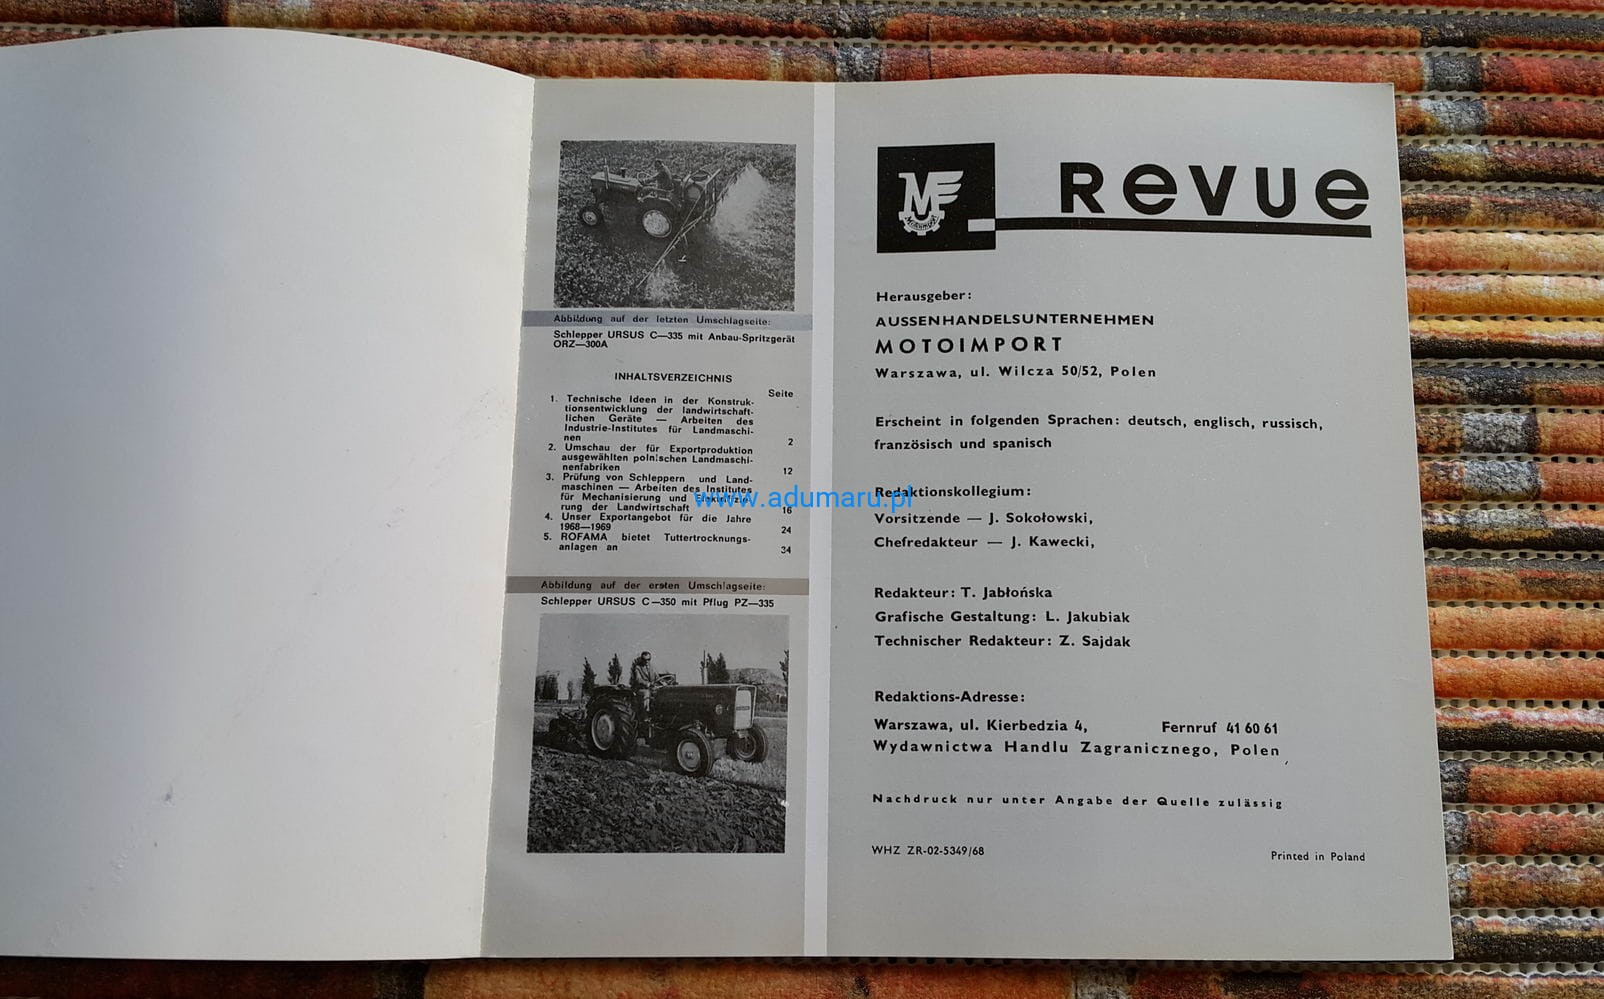 Abbildung auf der letzten Umschlagseite:
Schlepper URSUS C—335 mit Anbau-Spritzgerät
ORZ—300A
INHALTSVERZEICHNIS
Seite
1. Technische Ideen in der Konstruk-
tionsentwicklung der landwirtschaft-
lichen Geräte — Arbeiten des
Industrie-Institutes für Landmaschi-
nen 2
2. Umschau der für Exportproduktion
ausgewählten polnischen Landmaschi-
nenfabriken 12
3. Prüfung von Schleppern und Land-
maschinen — Arbeiten des Institutes
für Mechanisierung und Elektrifizie-
rung der Landwirtschaft 16
4. Unser Exportangebot für die Jahre
1968—1969 24
5. ROFAMA bietet Tuttertrocknungs-
anlagen an 34
Abbildung auf der ersten Umschlagseite:
Schlepper URSUS C—350 mit Pflug PZ—335
Motoimport
REVUE
Herausgeber:
AUSSENHANDELSUNTERNEHMEN
MOTOIMPORT
Warszawa, ul. Wilcza 50/52, Polen
Erscheint in folgenden Sprachen: deutsch, englisch, russisch,
französisch und spanisch
Redaktionskollegium:
Vorsitzende — J. Sokołowski,
Chefredakteur — J. Kawecki,
Redakteur: T. Jabłońska
Grafische Gestaltung: L. Jakubiak
Technischer Redakteur: Z. Sajdak
Redaktions-Adresse:
Warszawa, ul. Kierbedzia 4, Fernruf 41 60 61
Wydawnictwa Handlu Zagranicznego, Polen
Nachdruck nur unter Angabe der Quelle zulässig
WHZ ZR-02-5349/68 Printed in Poland
www.adumaru.pl